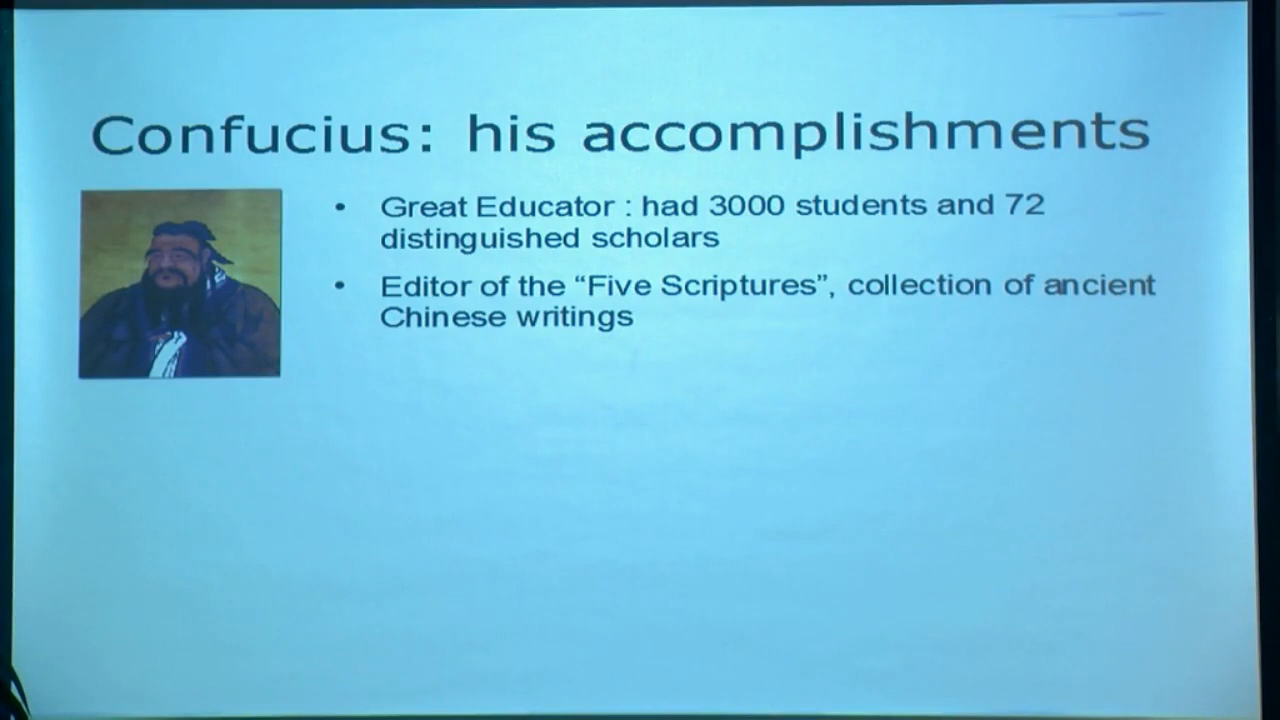 Confucius: his accomplishments
• Great Educator : had 3000 students and 72
distinguished scholars
• Editor of the “Five Scriptures”, collection of ancient
Chinese writings